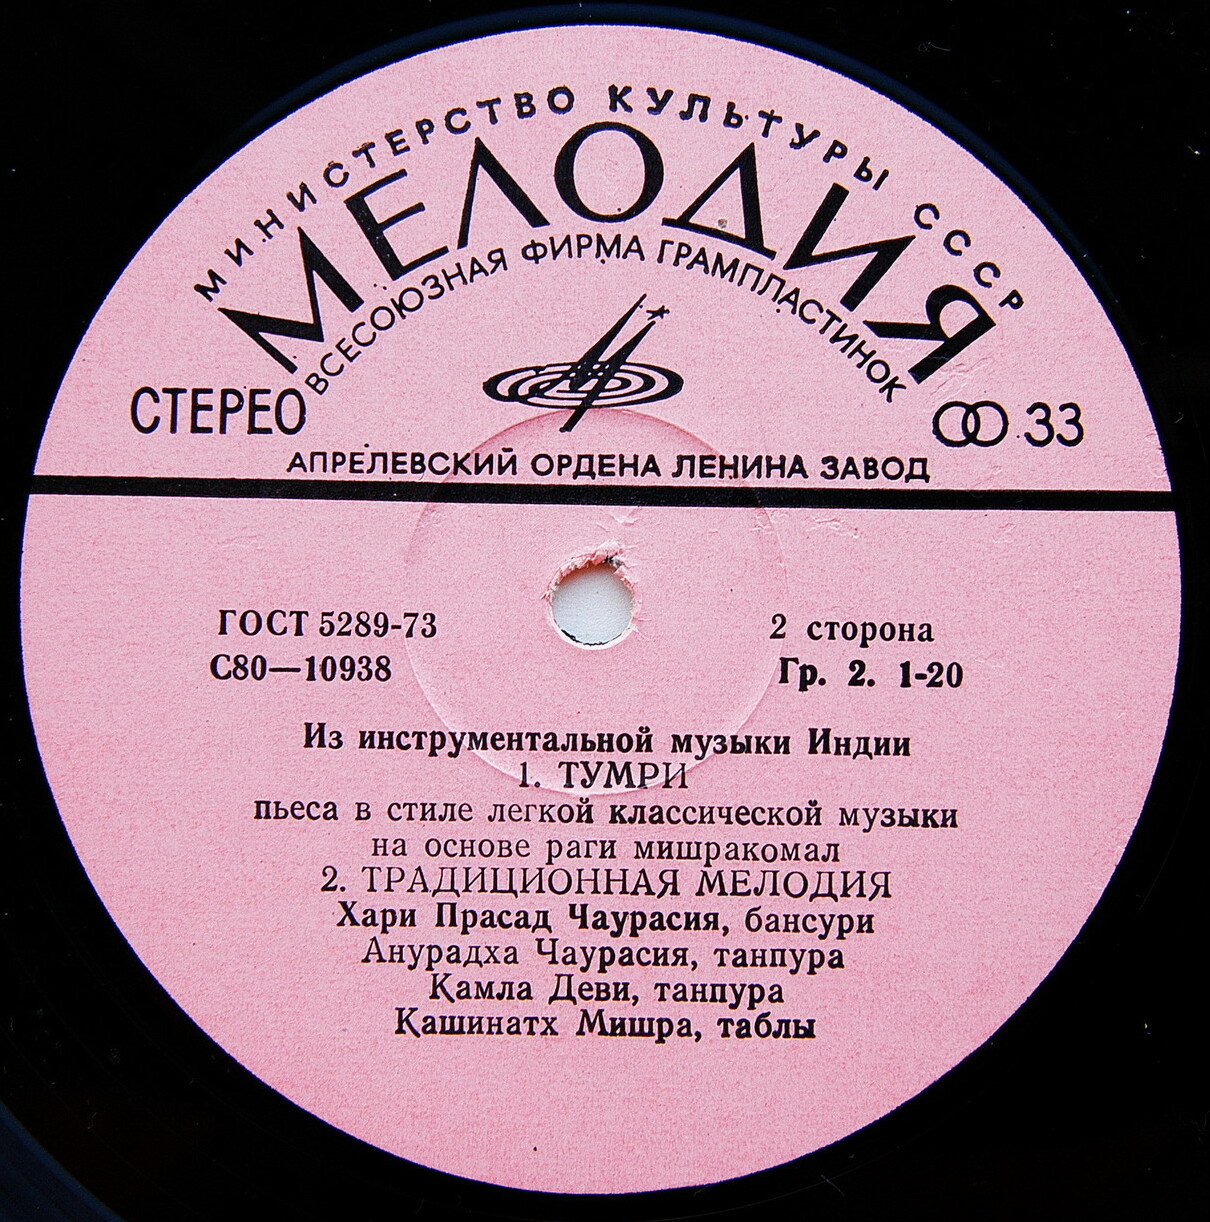 МИНИСТЕРСТВО КУЛЬТУРЫ СССР
МЕЛОДИЯ
ВСЕСОЮЗНАЯ ФИРМА ГРАМПЛАСТИНОК
СТЕРЕО
33
АПРЕЛЕВСКИЙ ОРДЕНА ЛЕНИНА ЗАВОД
ГОСТ 5289-73
2 сторона
С80—10938
Гр. 2. 1-20
Из инструментальной музыки Индии
1. ТУМРИ
пьеса в стиле легкой классической музыки
на основе раги мишракомал
2. ТРАДИЦИОННАЯ МЕЛОДИЯ
Хари Прасад Чаурасия, бансури
Анурадха Чаурасия, танпура
Камла Деви, танпура
Кашинатх Мишра, таблы